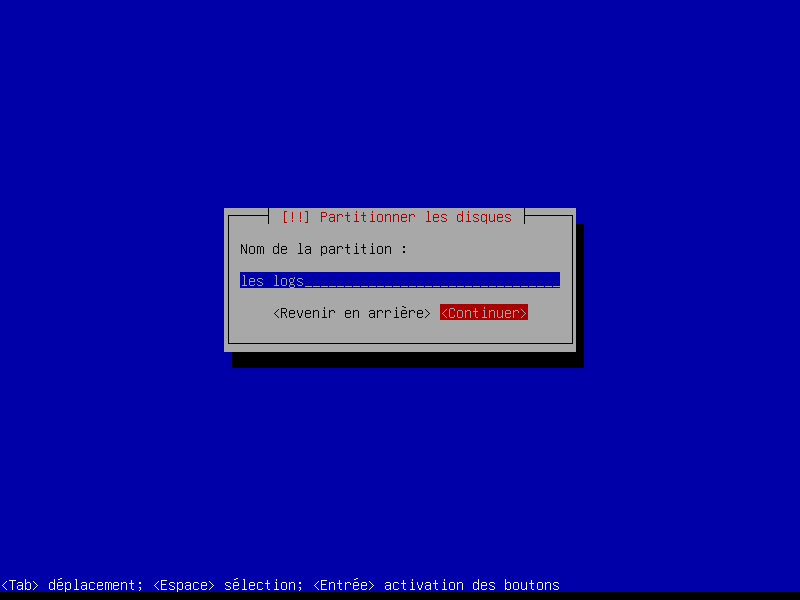 [!!] Partitionner les disques
Nom de la partition :
les logs________________________________
<Revenir en arrière> <Continuer>
<Tab> déplacement; <Espace> sélection; <Entrée> activation des boutons